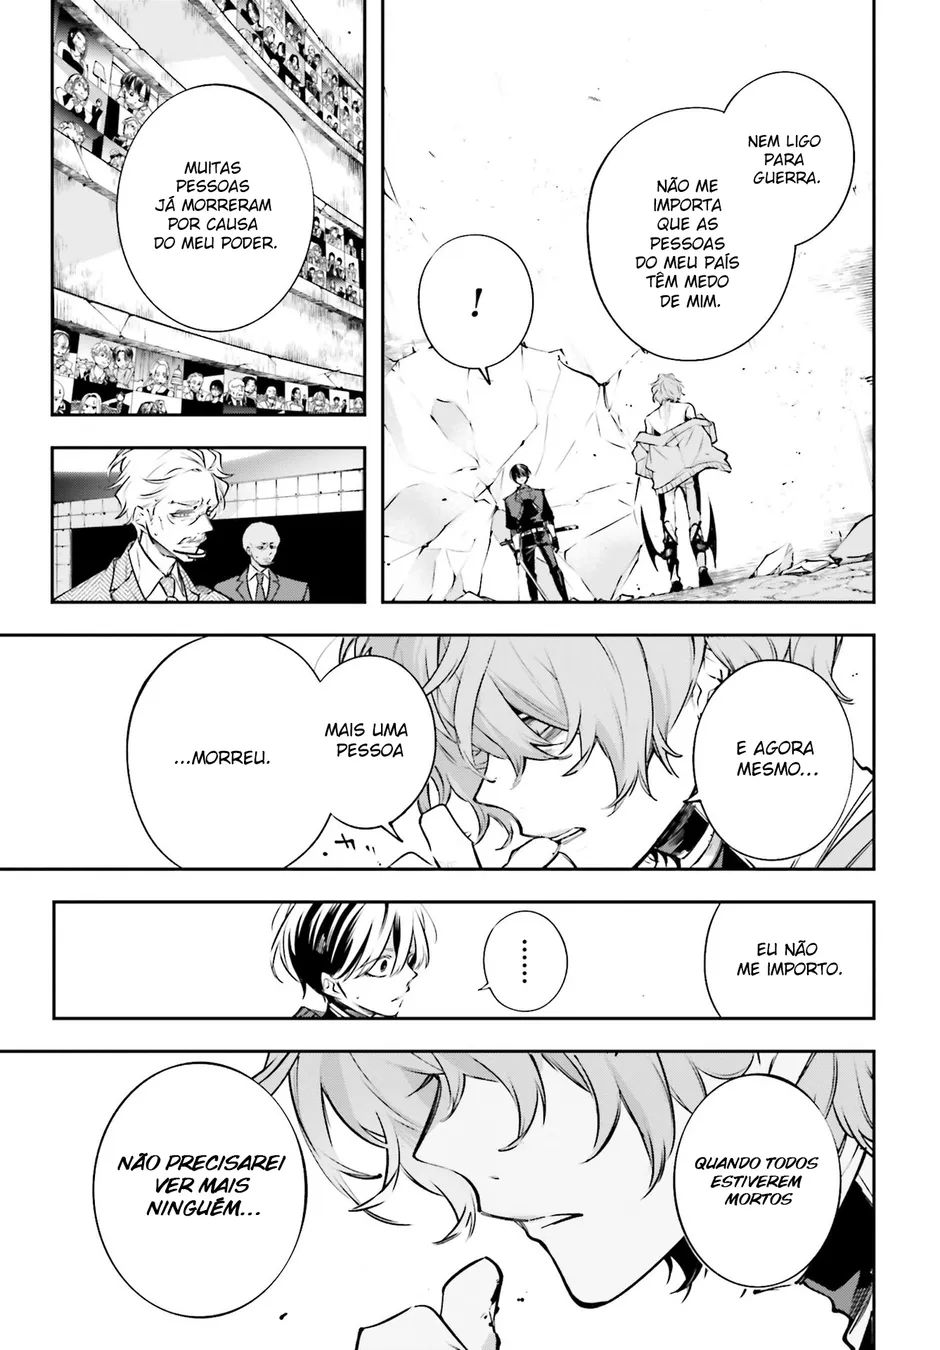 NEM LIGO
PARA
GUERRA.
NÃO ME
IMPORTA
QUE AS
PESSOAS
DO MEU PAÍS
TÊM MEDO
DE MIM.
!
MUITAS
PESSOAS
JÁ MORRERAM
POR CAUSA
DO MEU PODER.
E AGORA
MESMO...
MAIS UMA
PESSOA
...MORREU.
EU NÃO
ME IMPORTO.
......
QUANDO TODOS
ESTIVEREM
MORTOS
NÃO PRECISAREI
VER MAIS
NINGUÉM...